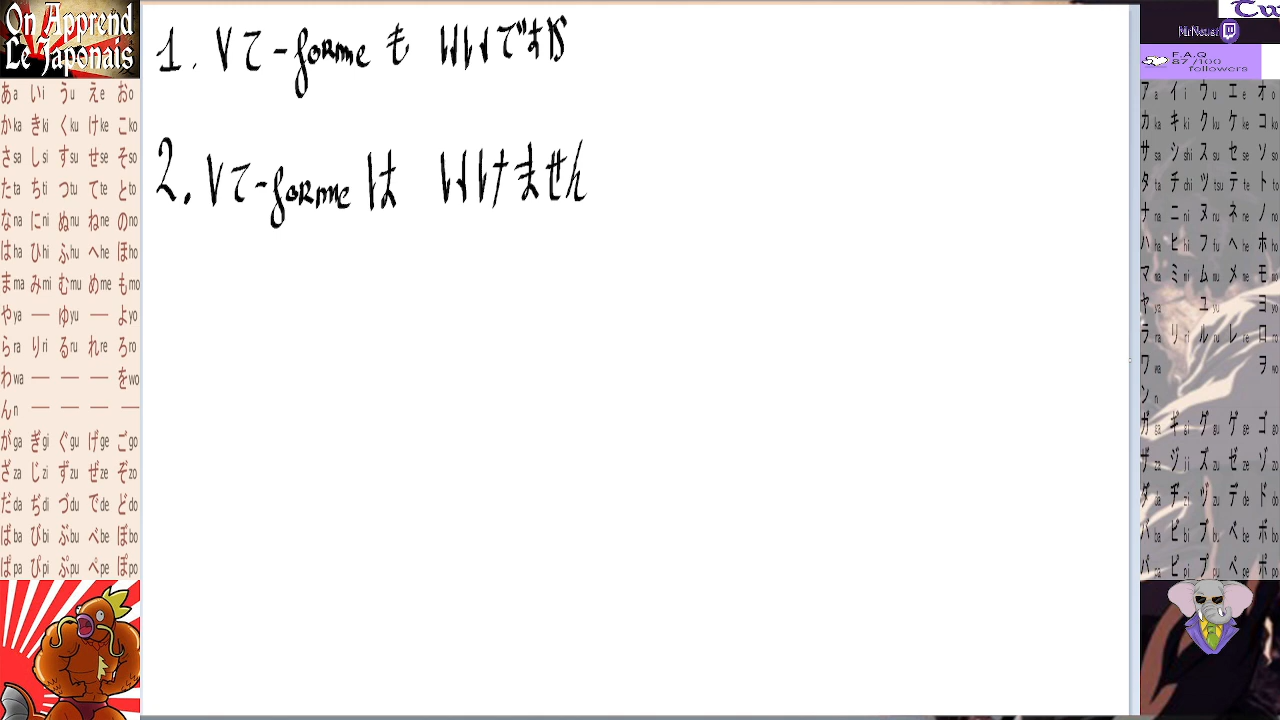 On Apprend
Le Japonais
1. Vて-forme も いいですか
2. Vて-forme は いけません
あa いi うu えe おo
かka きki くku けke こko
さsa しsi すsu せse そso
たta ちti つtu てte とto
なna にni ぬnu ねne のno
はha ひhi ふhu へhe ほho
まma みmi むmu めme もmo
やya — ゆyu — よyo
らra りri るru れre ろro
わwa — — — をwo
んn — — — —
がga ぎgi ぐgu げge ごgo
ざza じzi ずzu ぜze ぞzo
だda ぢdi づdu でde どdo
ばba びbi ぶbu べbe ぼbo
ぱpa ぴpi ぷpu ぺpe ぽpo
MrNeusf
F.A.Q
87/100
followers
アa イi ウu エe オo
カka キki クku ケke コko
サsa シshi スsu セse ソso
タta チchi ツtsu テte トto
ナna ニni ヌnu ネne ノno
ハha ヒhi フfu ヘhe ホho
マma ミmi ムmu メme モmo
ヤya ユyu ヨyo
ラra リri ルru レre ロro
ワwa ヲwo
ンn
ガga ギgi グgu ゲge ゴgo
ザza ジji ズzu ゼze ゾzo
ダda ヂzi ヅzu デde ドdo
バba ビbi ブbu ベbe ボbo
パpa ピpi プpu ペpe ポpo